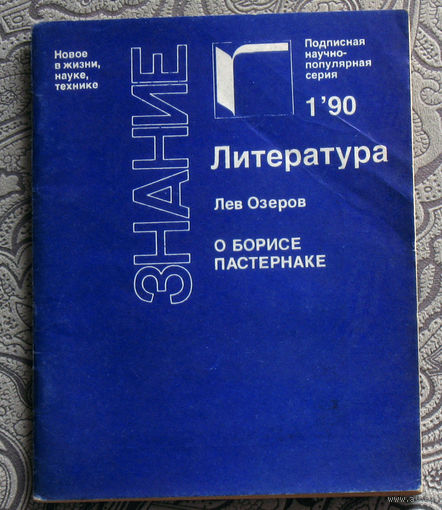 Новое
в жизни,
науке,
технике
ЗНАНИЕ
Подписная
научно-
популярная
серия
1'90
Литература
Лев Озеров
О БОРИСЕ
ПАСТЕРНАКЕ